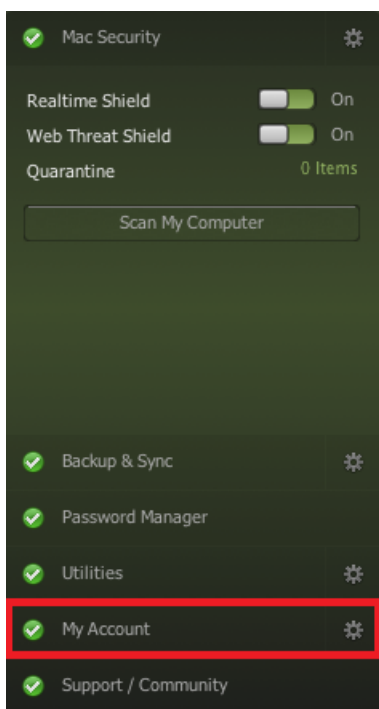 Mac Security
Realtime Shield On
Web Threat Shield On
Quarantine 0 Items
Scan My Computer
Backup & Sync
Password Manager
Utilities
My Account
Support / Community